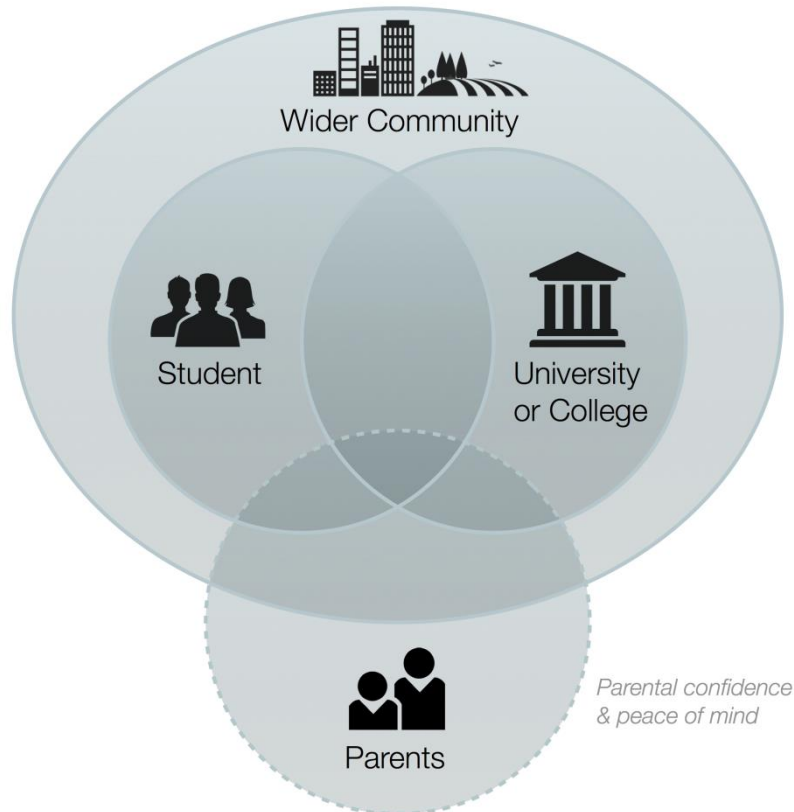 Wider Community
Student
University
or College
Parents
Parental confidence
& peace of mind